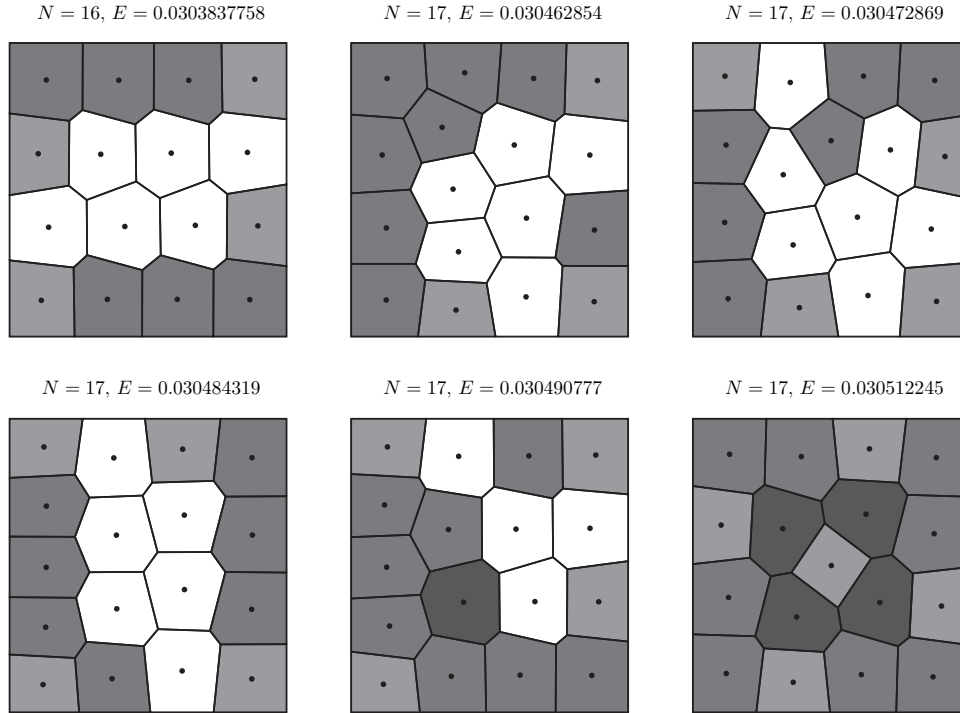 N = 16, E = 0.0303837758
N = 17, E = 0.030462854
N = 17, E = 0.030472869
N = 17, E = 0.030484319
N = 17, E = 0.030490777
N = 17, E = 0.030512245